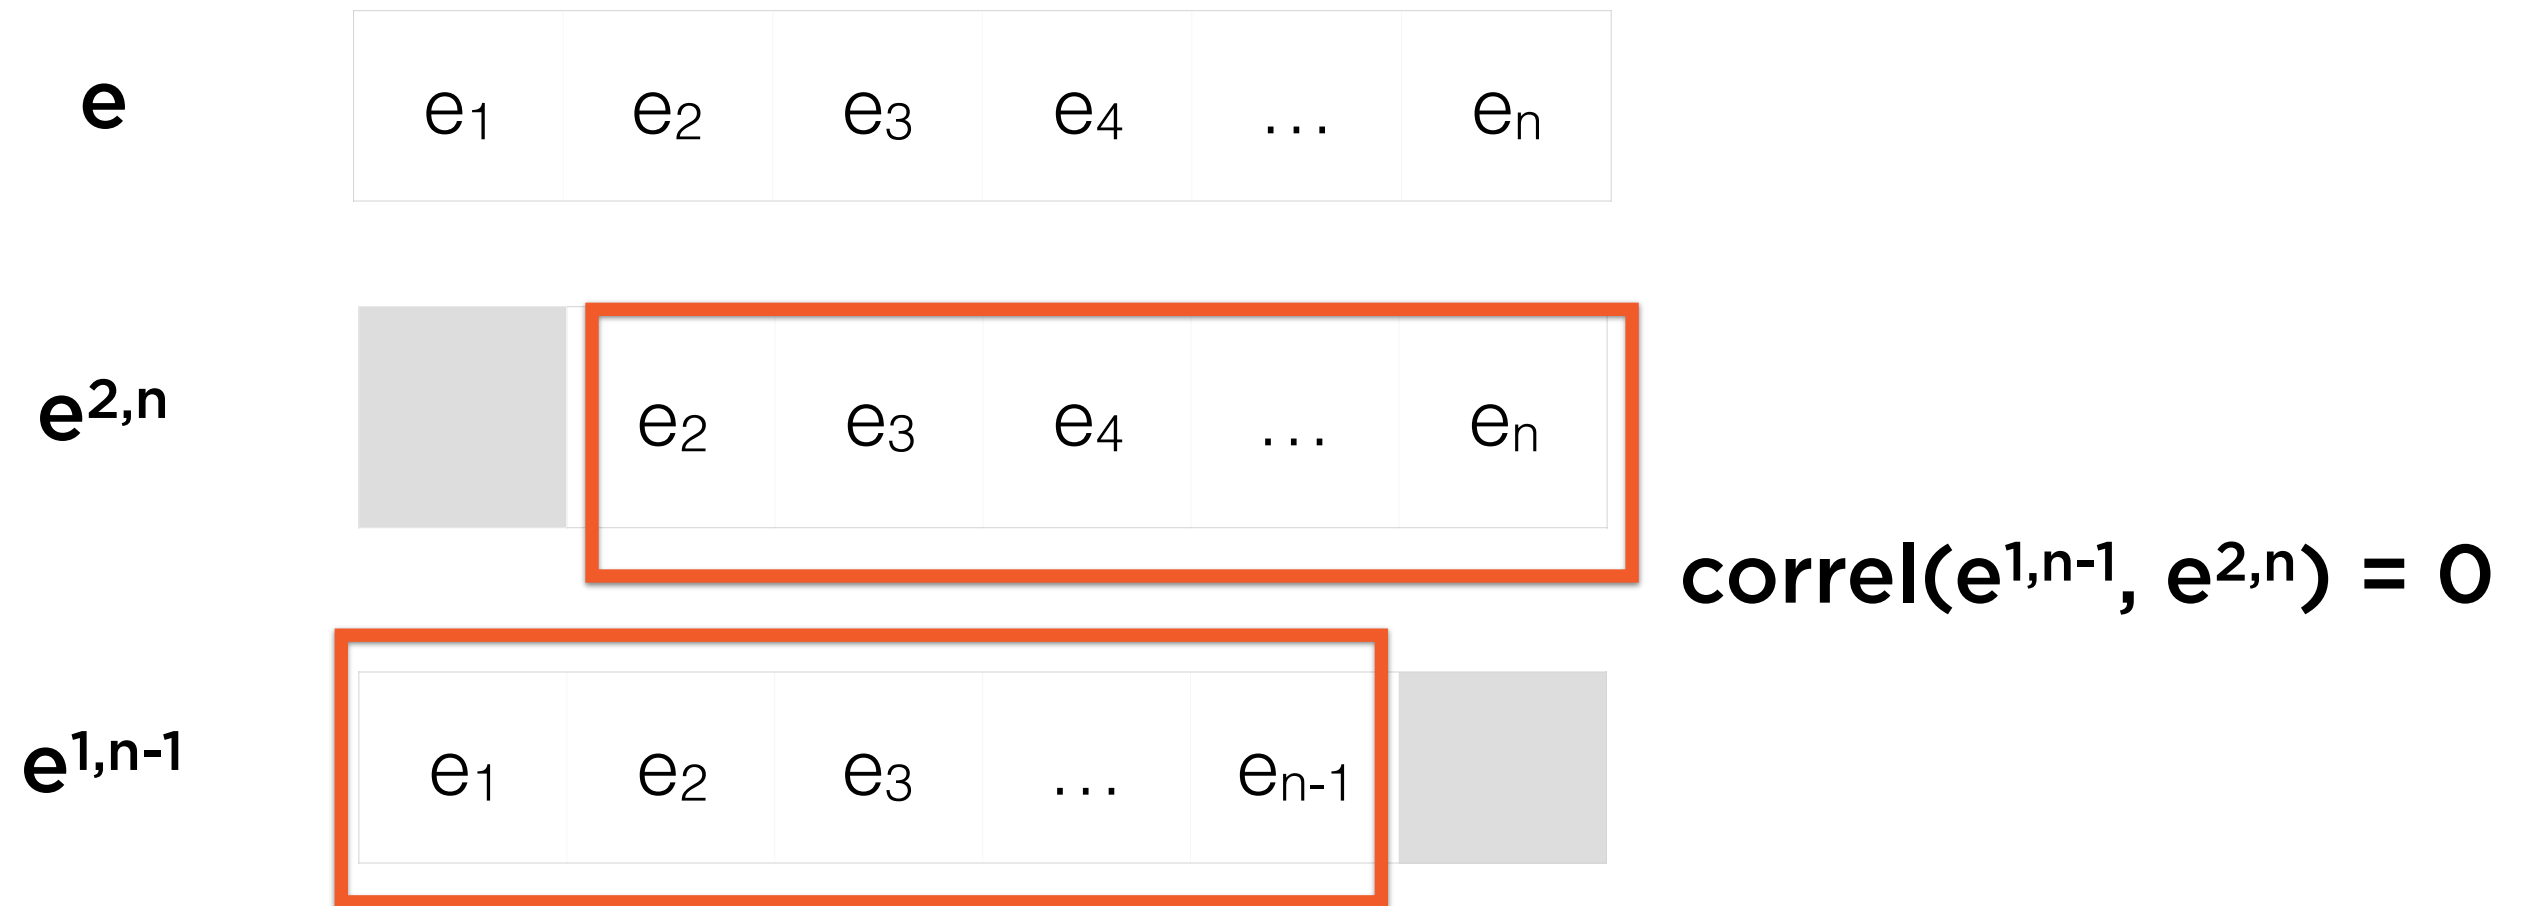 e e₁ e₂ e₃ e₄ ... eₙ
e²,ⁿ e₂ e₃ e₄ ... eₙ
correl(e¹,ⁿ⁻¹, e²,ⁿ) = 0
e¹,ⁿ⁻¹ e₁ e₂ e₃ ... eₙ₋₁